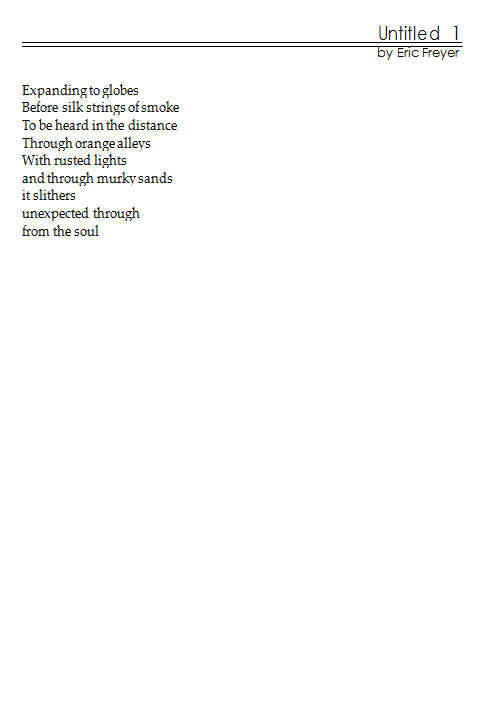 Untitled 1
by Eric Freyer
Expanding to globes
Before silk strings of smoke
To be heard in the distance
Through orange alleys
With rusted lights
and through murky sands
it slithers
unexpected through
from the soul